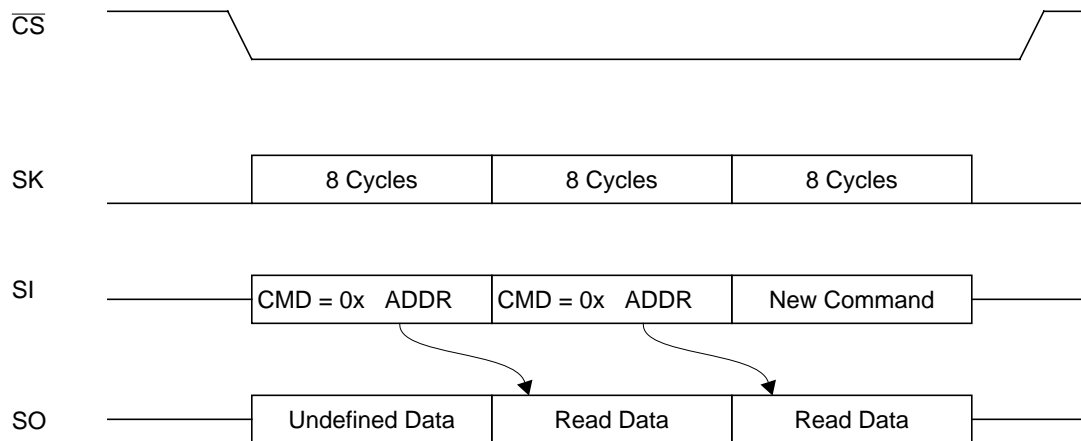 CS
SK 8 Cycles 8 Cycles 8 Cycles
SI CMD = 0x ADDR CMD = 0x ADDR New Command
SO Undefined Data Read Data Read Data